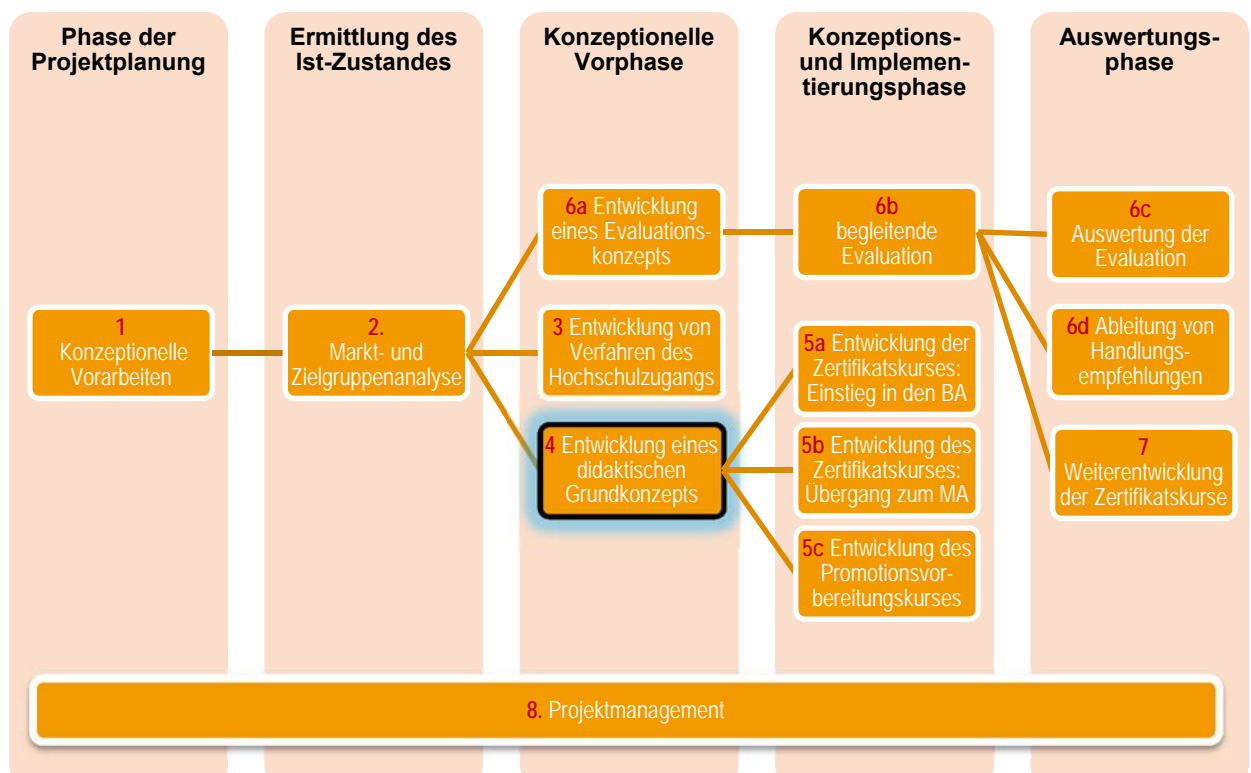 Phase der
Projektplanung
Ermittlung des
Ist-Zustandes
Konzeptionelle
Vorphase
Konzeptions-
und Implemen-
tierungsphase
Auswertungs-
phase
1
Konzeptionelle
Vorarbeiten
2.
Markt- und
Zielgruppenanalyse
6a Entwicklung
eines Evaluations-
konzepts
3 Entwicklung von
Verfahren des
Hochschulzugangs
4 Entwicklung eines
didaktischen
Grundkonzepts
6b
begleitende
Evaluation
5a Entwicklung der
Zertifikatskurses:
Einstieg in den BA
5b Entwicklung des
Zertifikatskurses:
Übergang zum MA
5c Entwicklung des
Promotionsvor-
bereitungskurses
6c
Auswertung der
Evaluation
6d Ableitung von
Handlungs-
empfehlungen
7
Weiterentwicklung
der Zertifikatskurse
8. Projektmanagement